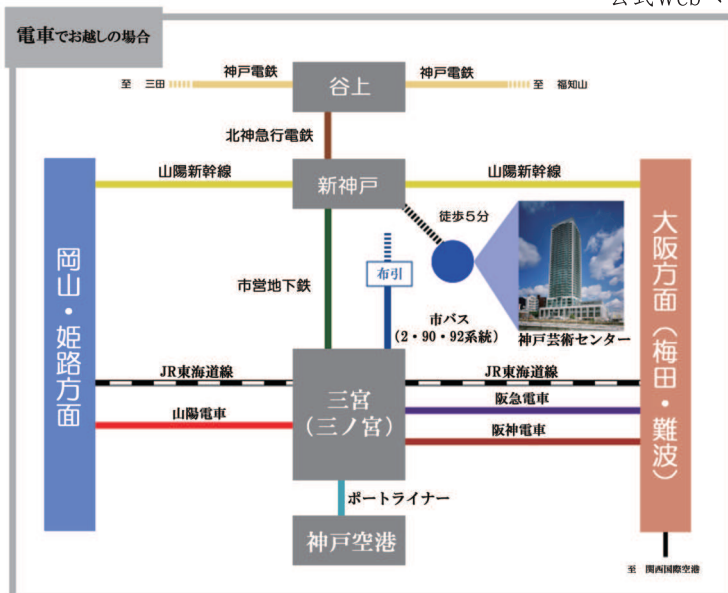 公式Web
電車でお越しの場合
神戸電鉄
谷上
神戸電鉄
至 三田
至 福知山
北神急行電鉄
山陽新幹線
新神戸
山陽新幹線
徒歩5分
岡山・姫路方面
大阪方面(梅田・難波)
布引
市営地下鉄
市バス
(2・90・92系統)
神戸芸術センター
JR東海道線
三宮
(三ノ宮)
JR東海道線
阪急電車
山陽電車
阪神電車
ポートライナー
神戸空港
至 関西国際空港